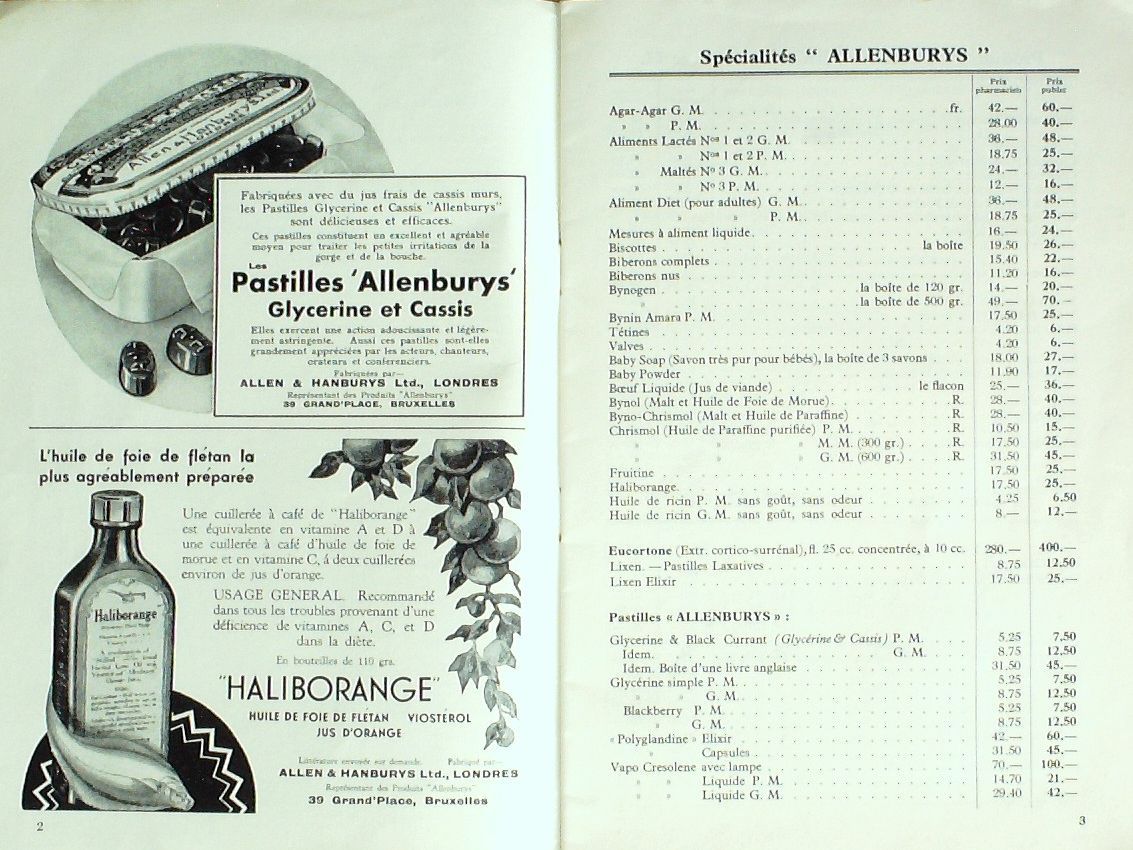 Allen & Hanburys Ltd.
Fabriquées avec du jus frais de cassis murs,
les Pastilles Glycerine et Cassis "Allenburys"
sont délicieuses et efficaces.
Ces pastilles constituent un excellent et agréable
moyen pour traiter les petites irritations de la
gorge et de la bouche.
Les
Pastilles 'Allenburys'
Glycerine et Cassis
Elles exercent une action adoucissante et légère-
ment astringente. Aussi ces pastilles sont-elles
grandement appréciées par les acteurs, chanteurs,
orateurs et conferenciers.
Fabriquées par—
ALLEN & HANBURYS Ltd., LONDRES
Représentant des Produits "Allenburys"
39 GRAND'PLACE, BRUXELLES
L'huile de foie de flétan la
plus agréablement préparée
Une cuillerée à café de "Haliborange"
est équivalente en vitamine A et D à
une cuillerée à café d'huile de foie de
morue et en vitamine C, á deux cuillerées
environ de jus d'orange.
USAGE GENERAL. Recommandé
dans tous les troubles provenant d'une
déficience de vitamines A, C, et D
dans la diète.
En bouteilles de 110 grs.
Haliborange
"HALIBORANGE"
HUILE DE FOIE DE FLÉTAN VIOSTÉROL
JUS D'ORANGE
Littérature envoyée sur demande. Fabriqué par—
ALLEN & HANBURYS Ltd., LONDRES
Représentant des Produits "Allenburys"
39 Grand'Place, Bruxelles
2
Spécialités “ ALLENBURYS ”
Prix pharmacien Prix public
Agar-Agar G. M. fr. 42.— 60.—
» » P. M. 28.00 40.—
Aliments Lactés Nos 1 et 2 G. M. 36.— 48.—
» » Nos 1 et 2 P. M. 18.75 25.—
» Maltés No 3 G. M. 24.— 32.—
» » No 3 P. M. 12.— 16.—
Aliment Diet (pour adultes) G. M. 36.— 48.—
» » » P. M. 18.75 25.—
Mesures à aliment liquide. 16.— 24.—
Biscottes la boîte 19.50 26.—
Biberons complets 15.40 22.—
Biberons nus 11.20 16.—
Bynogen la boîte de 120 gr. 14.— 20.—
» la boîte de 500 gr. 49.— 70.-
Bynin Amara P. M. 17.50 25.—
Tétines 4.20 6.—
Valves 4.20 6.—
Baby Soap (Savon très pur pour bébés), la boîte de 3 savons 18.00 27.—
Baby Powder 11.90 17.—
Bœuf Liquide (Jus de viande) le flacon 25.— 36.—
Bynol (Malt et Huile de Foie de Morue). R. 28.— 40.—
Byno-Chrismol (Malt et Huile de Paraffine) R. 28.— 40.—
Chrismol (Huile de Paraffine purifiée) P. M. R. 10.50 15.—
» » » M. M. (300 gr.) R. 17.50 25.—
» » » G. M. (600 gr.) R. 31.50 45.—
Fruitine 17.50 25.—
Haliborange. 17.50 25.—
Huile de ricin P. M. sans goût, sans odeur 4.25 6.50
Huile de ricin G. M. sans goût, sans odeur 8.— 12.—
Eucortone (Extr. cortico-surrénal), fl. 25 cc. concentrée, à 10 cc. 280.— 400.—
Lixen. — Pastilles Laxatives 8.75 12.50
Lixen Elixir 17.50 25.—
Pastilles « ALLENBURYS » :
Glycerine & Black Currant (Glycérine & Cassis) P. M. 5.25 7.50
Idem. G. M. 8.75 12.50
Idem. Boîte d'une livre anglaise 31.50 45.—
Glycérine simple P. M. 5.25 7.50
» » G. M. 8.75 12.50
Blackberry P. M. 5.25 7.50
» G. M. 8.75 12.50
« Polyglandine » Elixir 42.— 60.—
» Capsules 31.50 45.—
Vapo Cresolene avec lampe 70.— 100.—
» » Liquide P. M. 14.70 21.—
» » Liquide G. M. 29.40 42.—
3